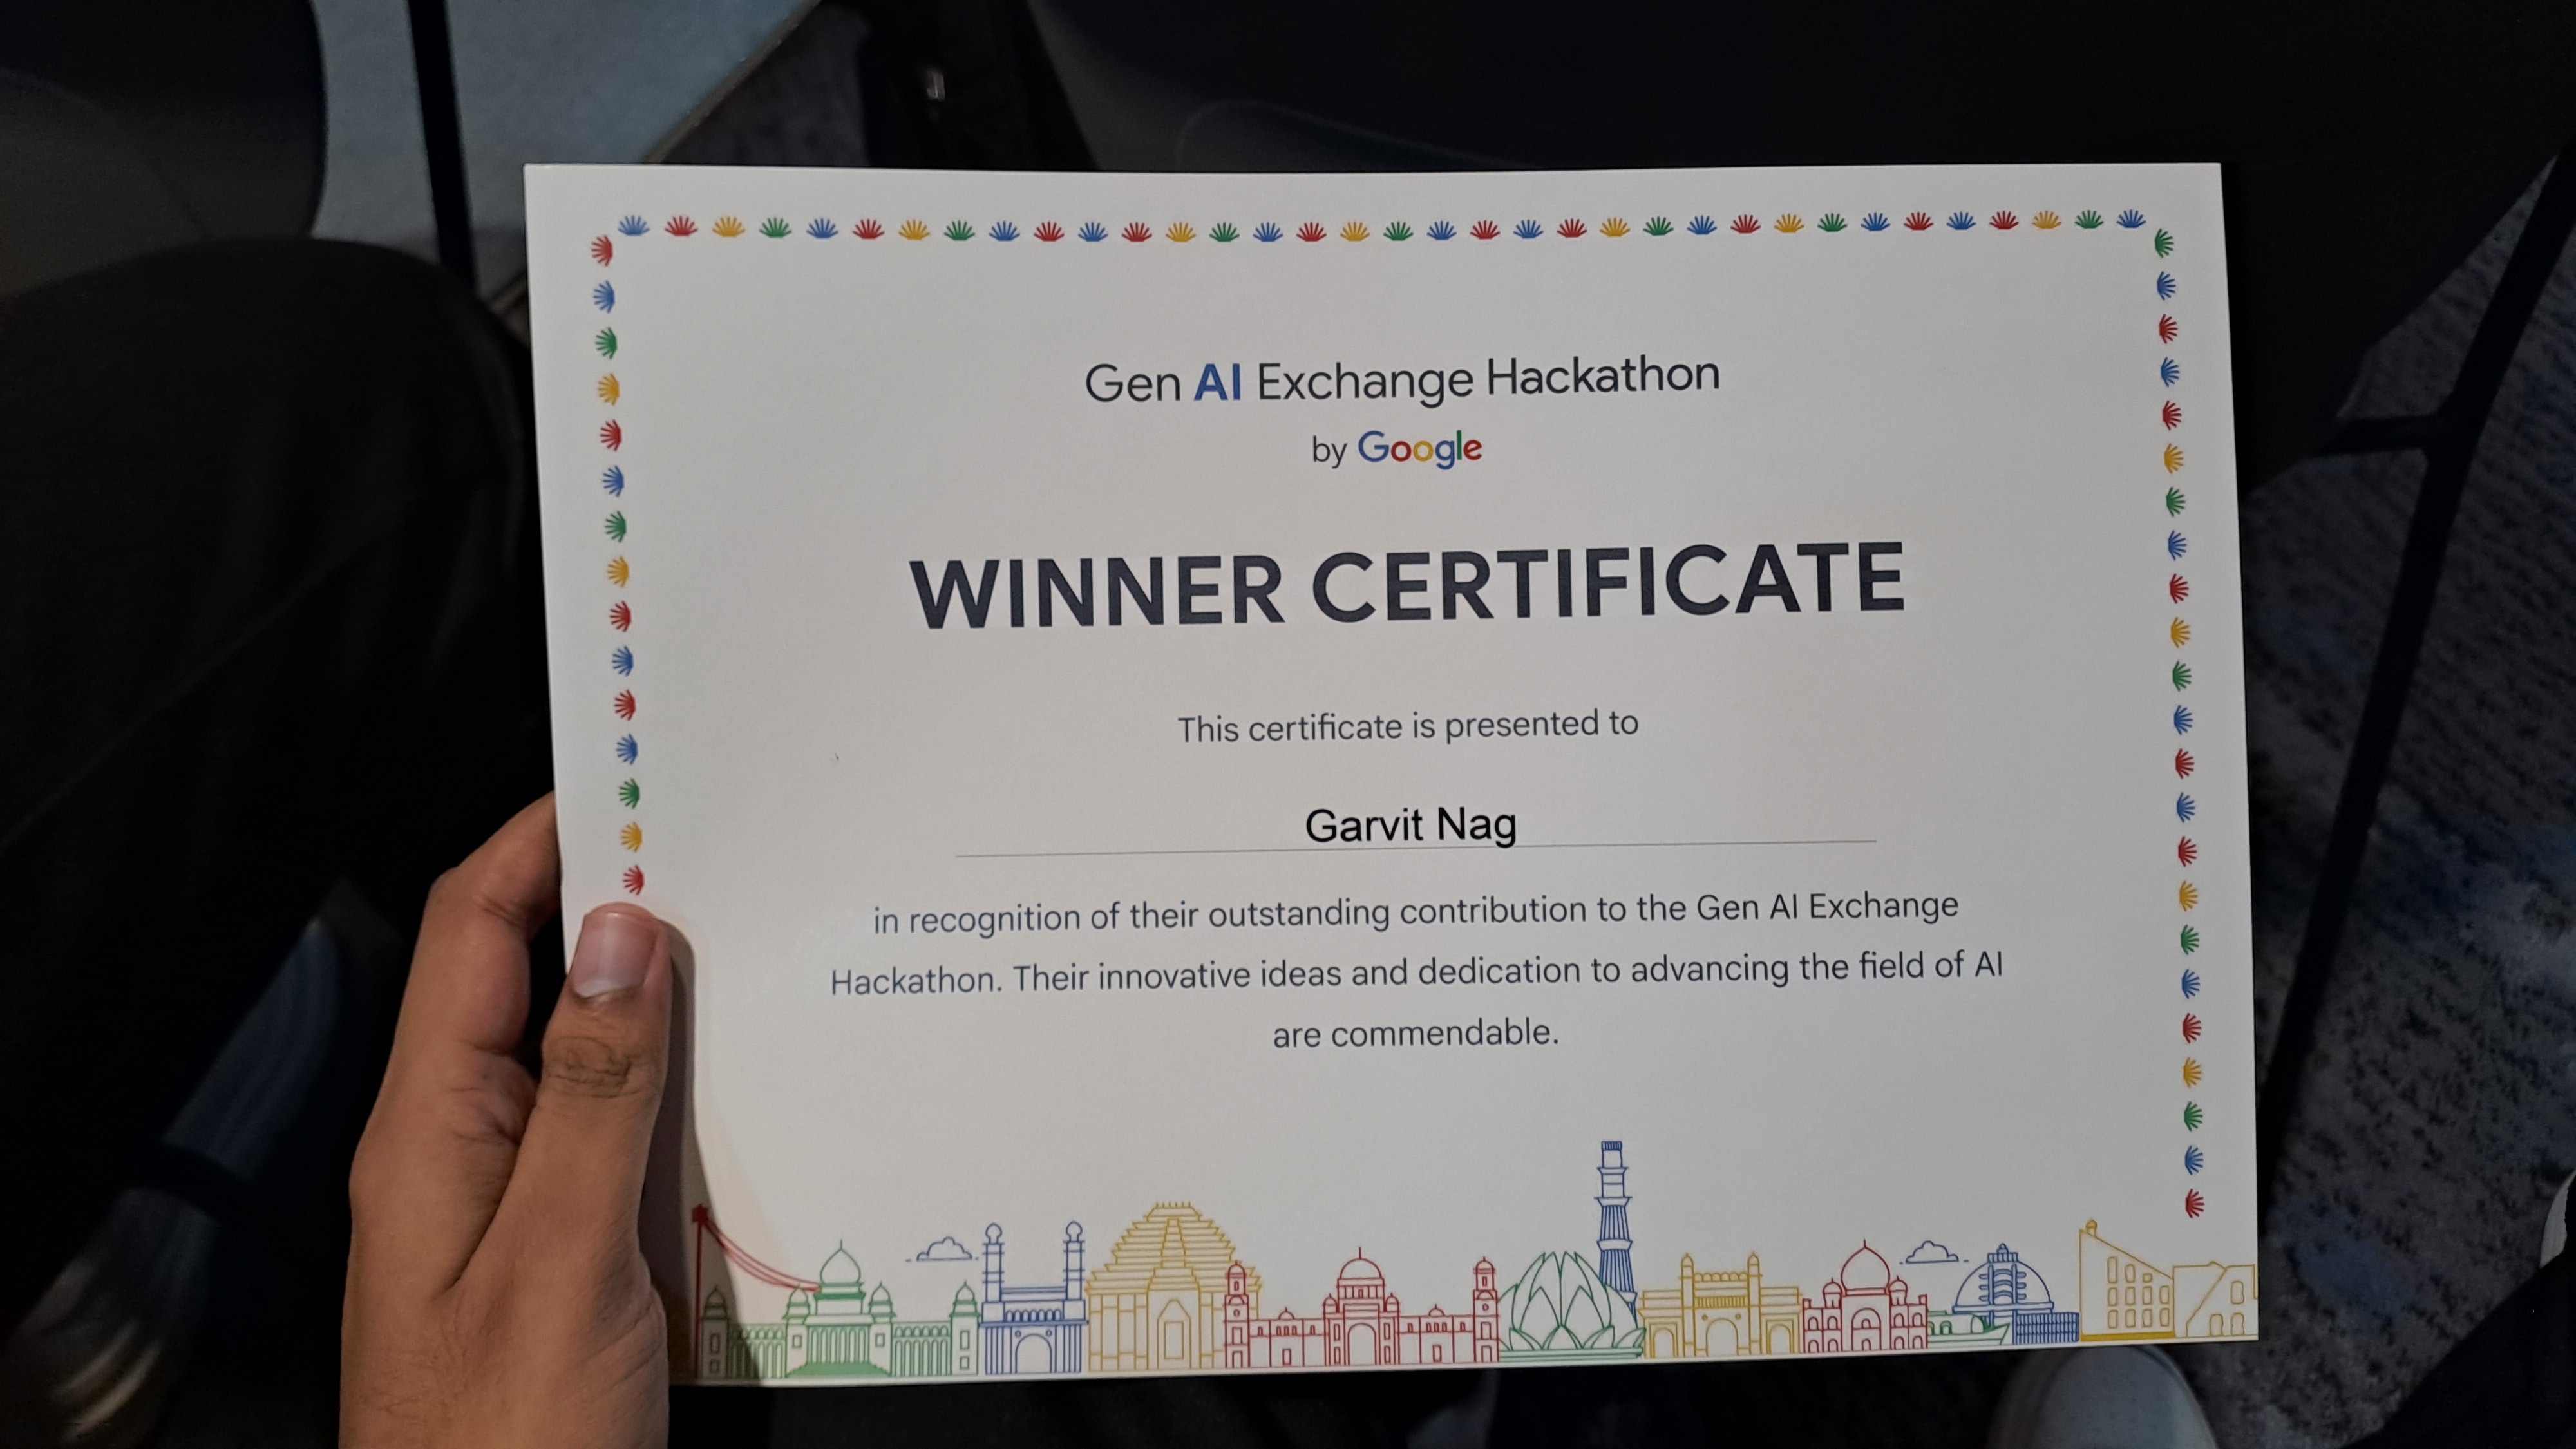 Gen AI Exchange Hackathon
by Google
WINNER CERTIFICATE
This certificate is presented to
Garvit Nag
in recognition of their outstanding contribution to the Gen AI Exchange
Hackathon. Their innovative ideas and dedication to advancing the field of AI
are commendable.